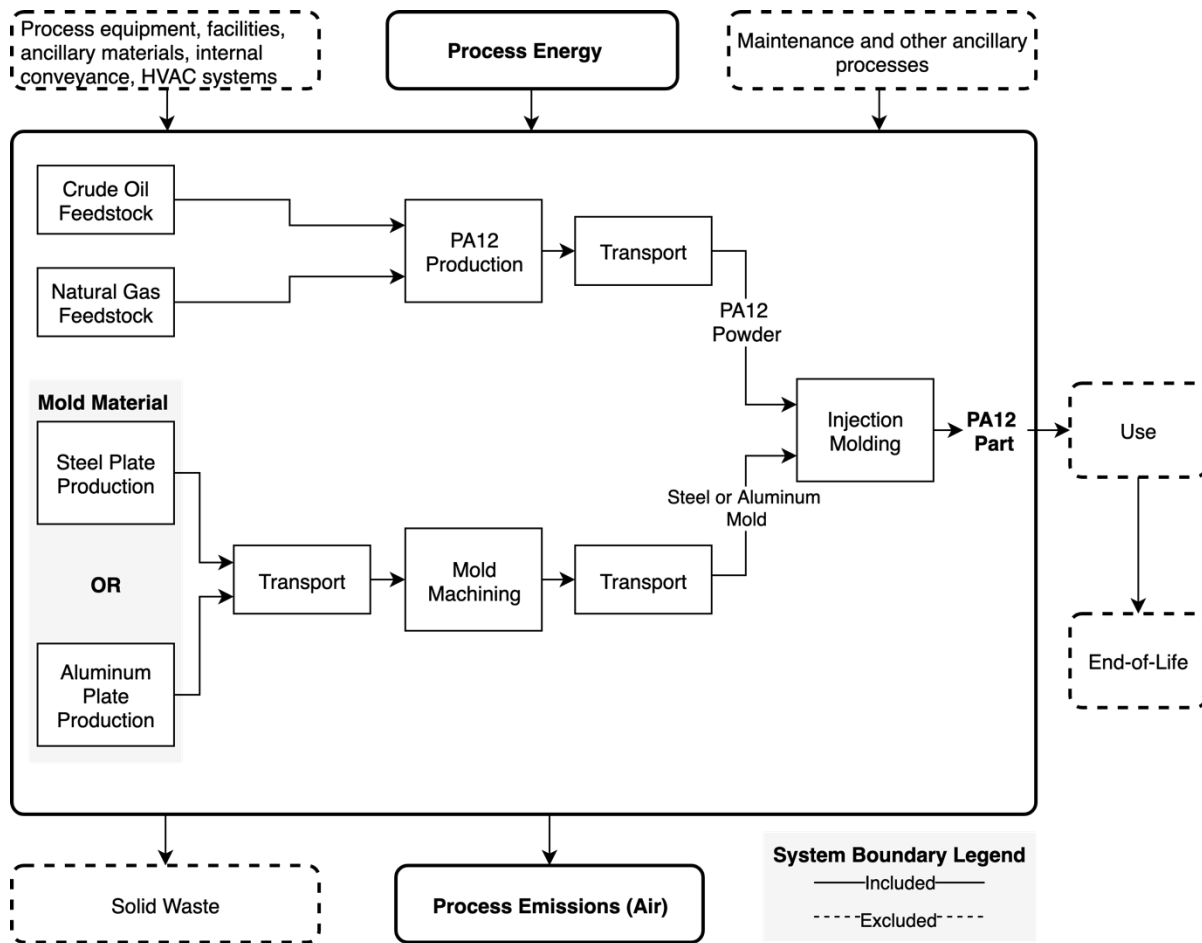 Process equipment, facilities,
ancillary materials, internal
conveyance, HVAC systems
Process Energy
Maintenance and other ancillary
processes
Crude Oil
Feedstock
PA12
Production
Transport
Natural Gas
Feedstock
PA12
Powder
Mold Material
Steel Plate
Production
Injection
Molding
PA12
Part
Use
Steel or Aluminum
Mold
OR
Transport
Mold
Machining
Transport
Aluminum
Plate
Production
End-of-Life
Solid Waste
Process Emissions (Air)
System Boundary Legend
Included
Excluded